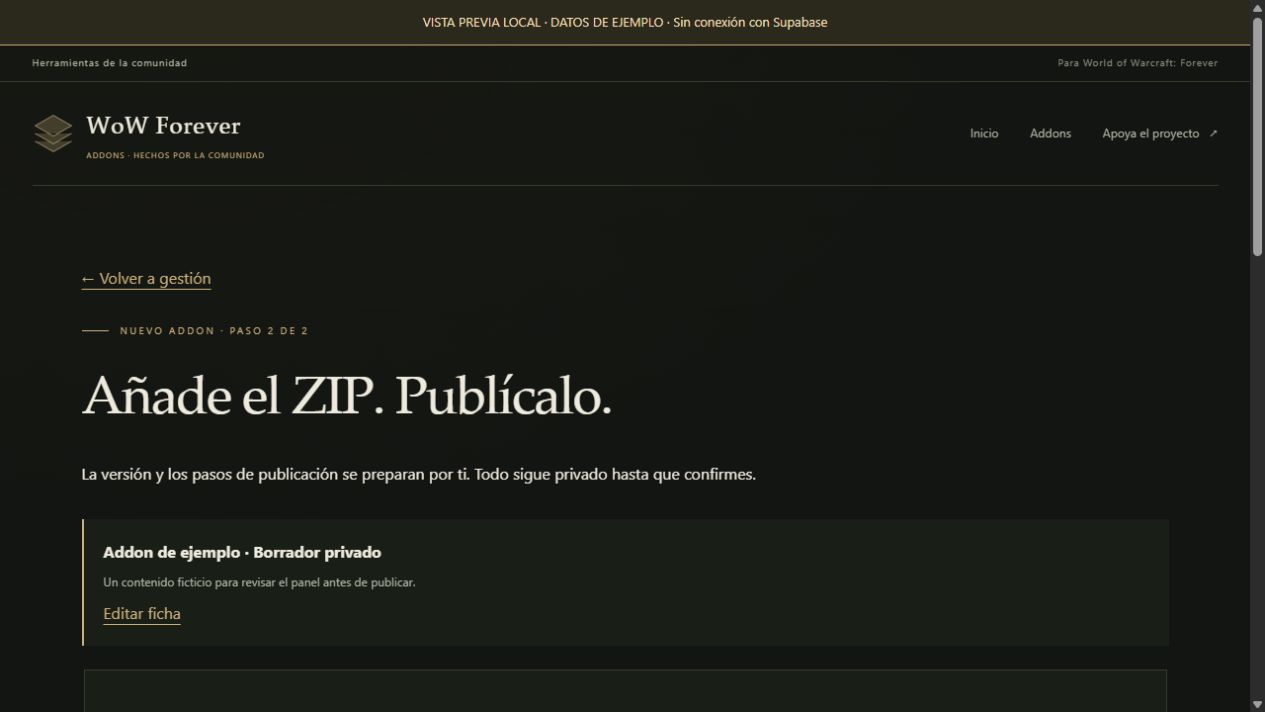 VISTA PREVIA LOCAL · DATOS DE EJEMPLO · Sin conexión con Supabase
Herramientas de la comunidad
Para World of Warcraft: Forever
WoW Forever
ADDONS · HECHOS POR LA COMUNIDAD
Inicio
Addons
Apoya el proyecto ↗
← Volver a gestión
NUEVO ADDON · PASO 2 DE 2
Añade el ZIP. Publícalo.
La versión y los pasos de publicación se preparan por ti. Todo sigue privado hasta que confirmes.
Addon de ejemplo · Borrador privado
Un contenido ficticio para revisar el panel antes de publicar.
Editar ficha